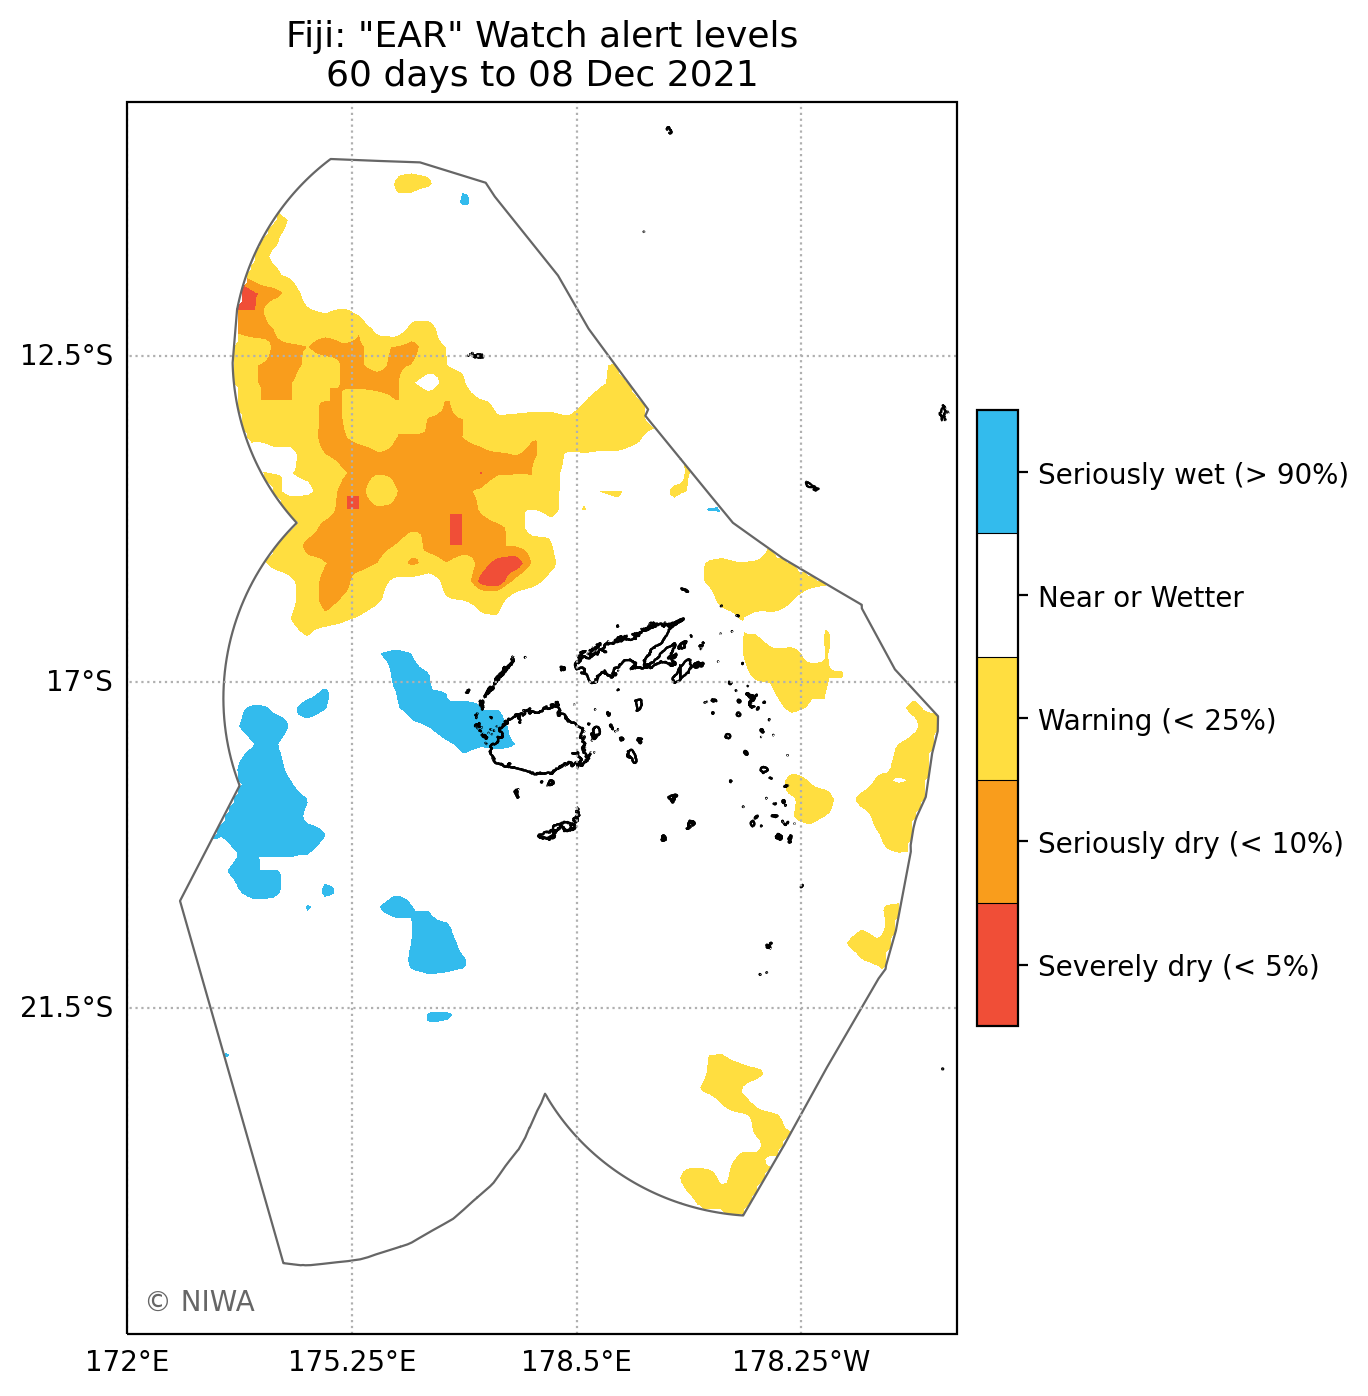 Fiji: "EAR" Watch alert levels
60 days to 08 Dec 2021
12.5°S
17°S
21.5°S
172°E
175.25°E
178.5°E
178.25°W
© NIWA
Seriously wet (> 90%)
Near or Wetter
Warning (< 25%)
Seriously dry (< 10%)
Severely dry (< 5%)